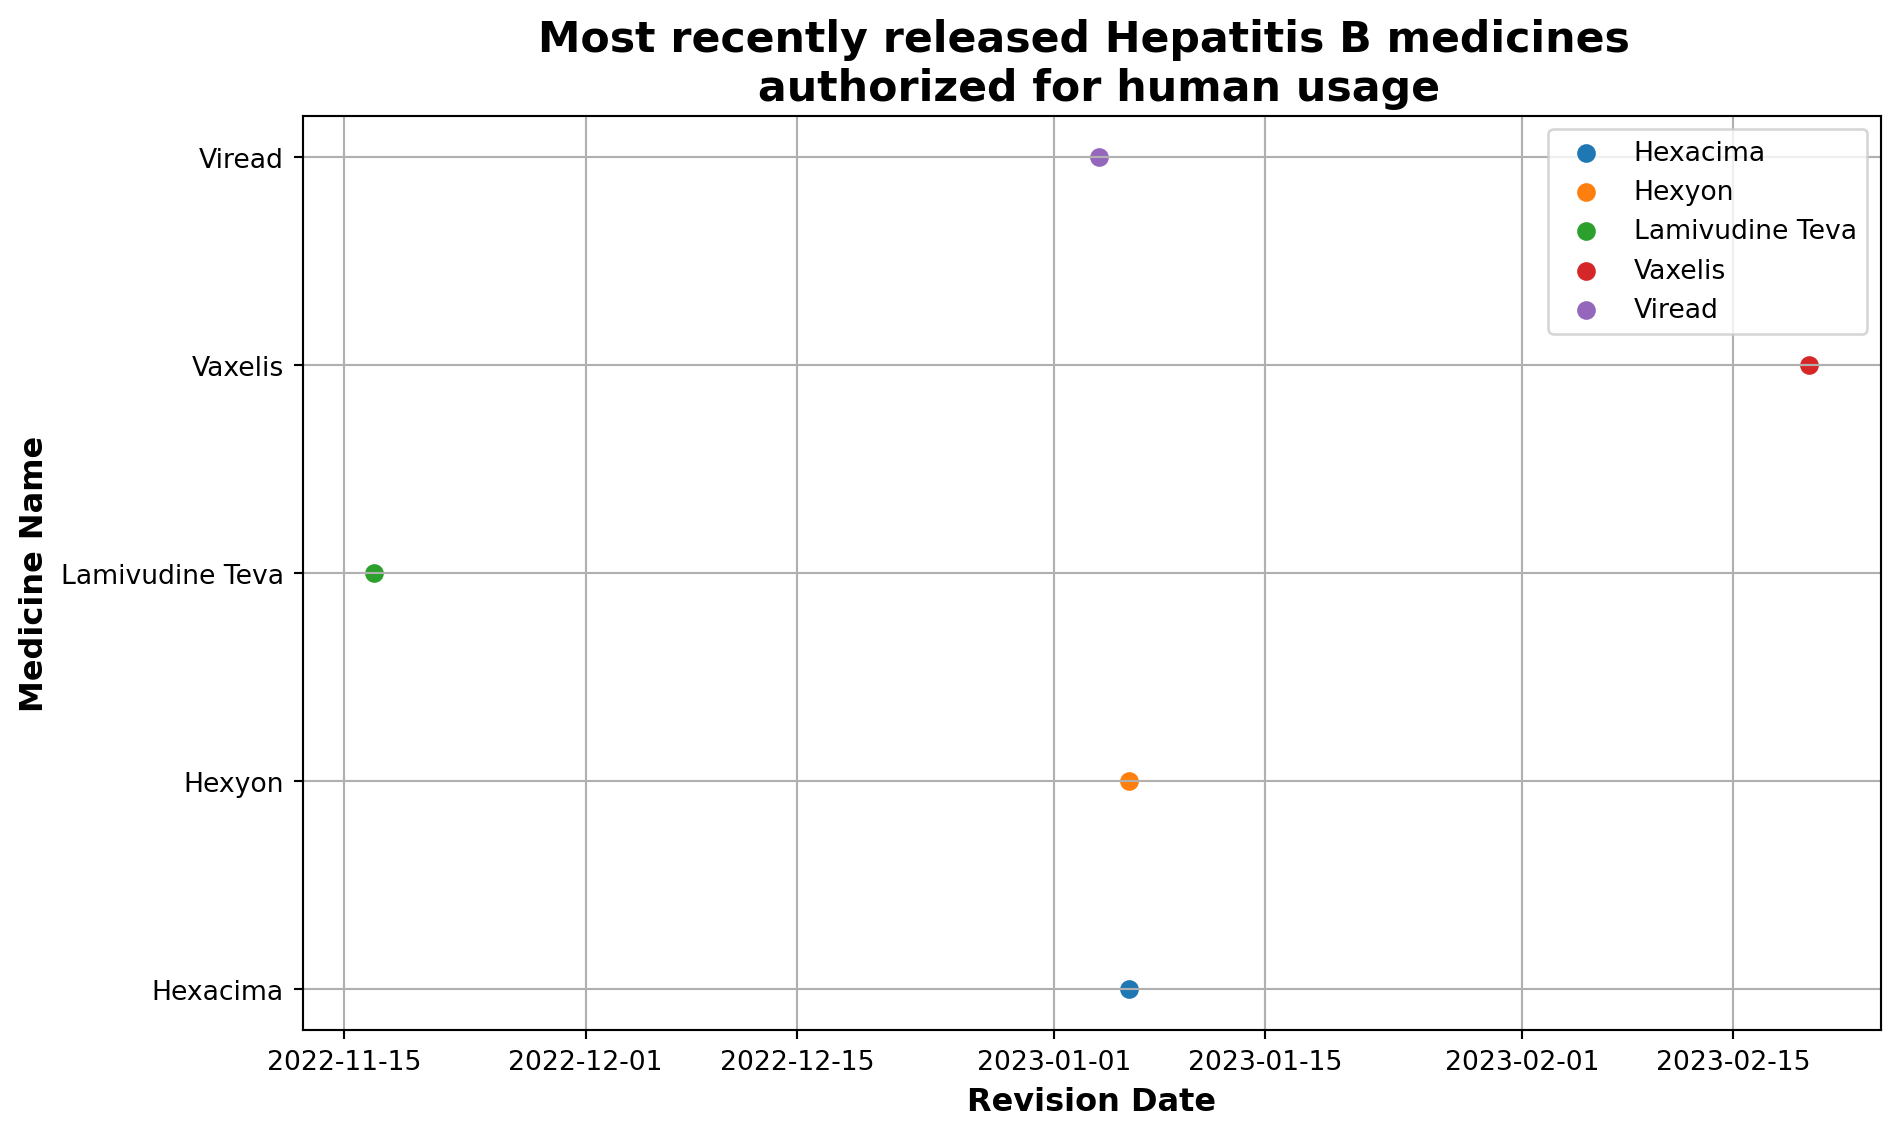 Most recently released Hepatitis B medicines
authorized for human usage
Hexacima
Hexyon
Lamivudine Teva
Vaxelis
Viread
Medicine Name
Viread
Vaxelis
Lamivudine Teva
Hexyon
Hexacima
2022-11-15 2022-12-01 2022-12-15 2023-01-01 2023-01-15 2023-02-01 2023-02-15
Revision Date